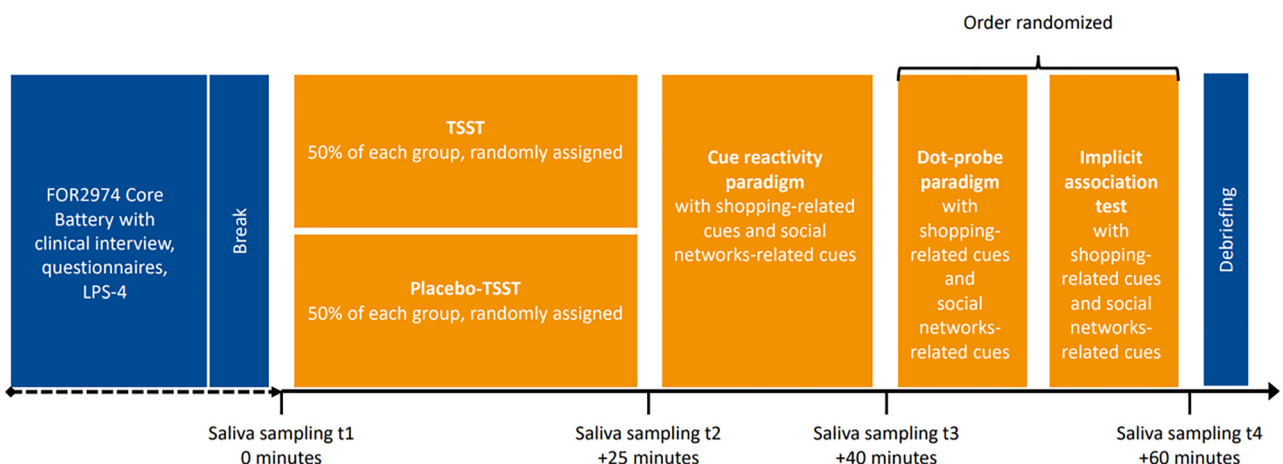 Order randomized
FOR2974 Core
Battery with
clinical interview,
questionnaires,
LPS-4
Break
TSST
50% of each group, randomly assigned
Placebo-TSST
50% of each group, randomly assigned
Cue reactivity
paradigm
with shopping-related
cues and social
networks-related cues
Dot-probe
paradigm
with
shopping-
related cues
and
social
networks-
related cues
Implicit
association
test
with
shopping-
related cues
and social
networks-
related cues
Debriefing
Saliva sampling t1
0 minutes
Saliva sampling t2
+25 minutes
Saliva sampling t3
+40 minutes
Saliva sampling t4
+60 minutes